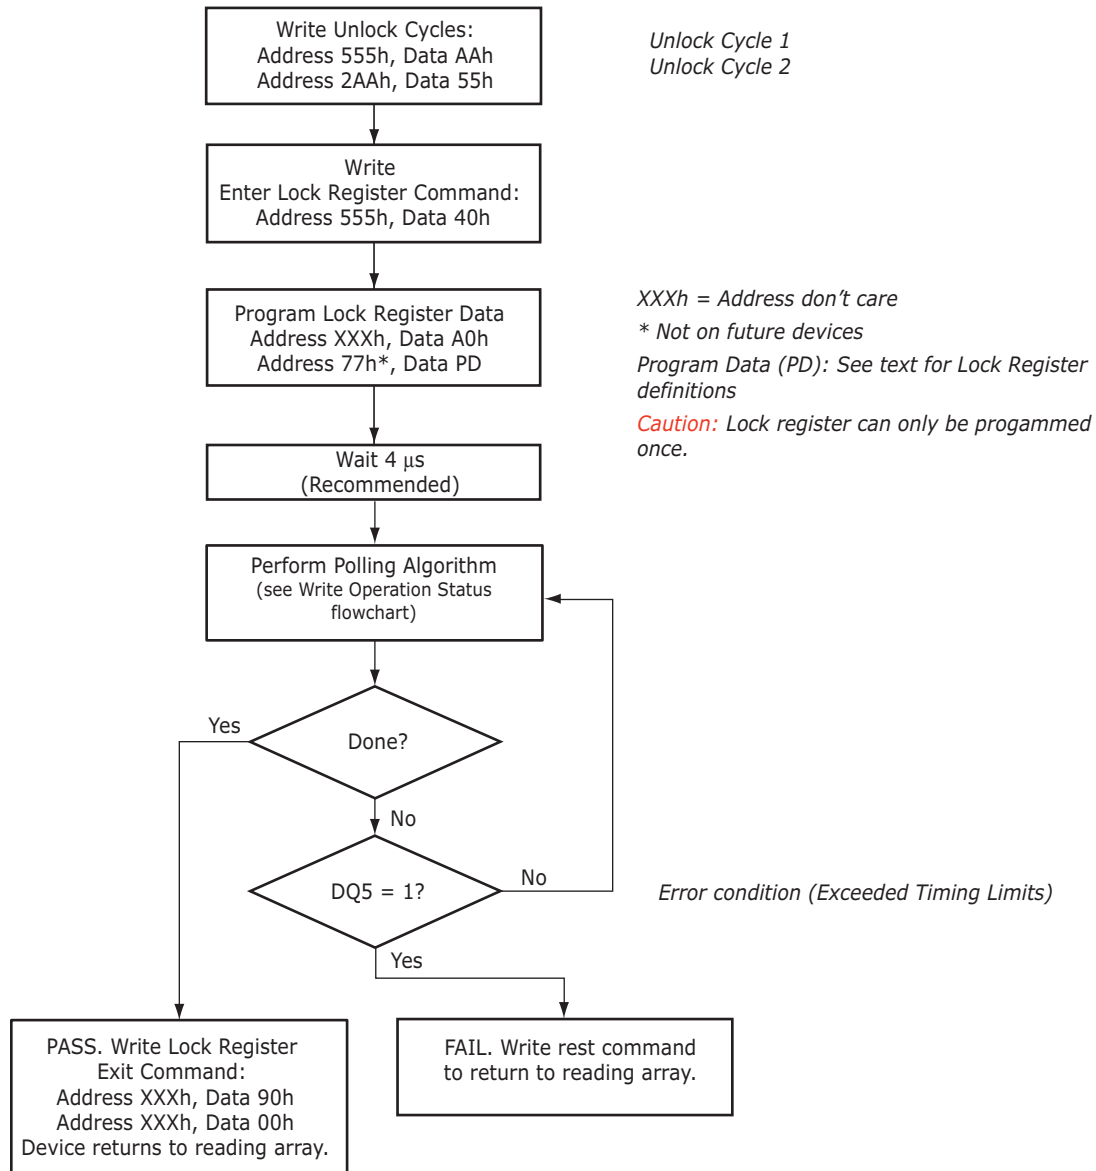 Write Unlock Cycles:
Address 555h, Data AAh
Address 2AAh, Data 55h
Unlock Cycle 1
Unlock Cycle 2
Write
Enter Lock Register Command:
Address 555h, Data 40h
Program Lock Register Data
Address XXXh, Data A0h
Address 77h*, Data PD
XXXh = Address don't care
* Not on future devices
Program Data (PD): See text for Lock Register
definitions
Caution: Lock register can only be progammed
once.
Wait 4 μs
(Recommended)
Perform Polling Algorithm
(see Write Operation Status
flowchart)
Yes
Done?
No
DQ5 = 1?
No
Error condition (Exceeded Timing Limits)
Yes
PASS. Write Lock Register
Exit Command:
Address XXXh, Data 90h
Address XXXh, Data 00h
Device returns to reading array.
FAIL. Write rest command
to return to reading array.